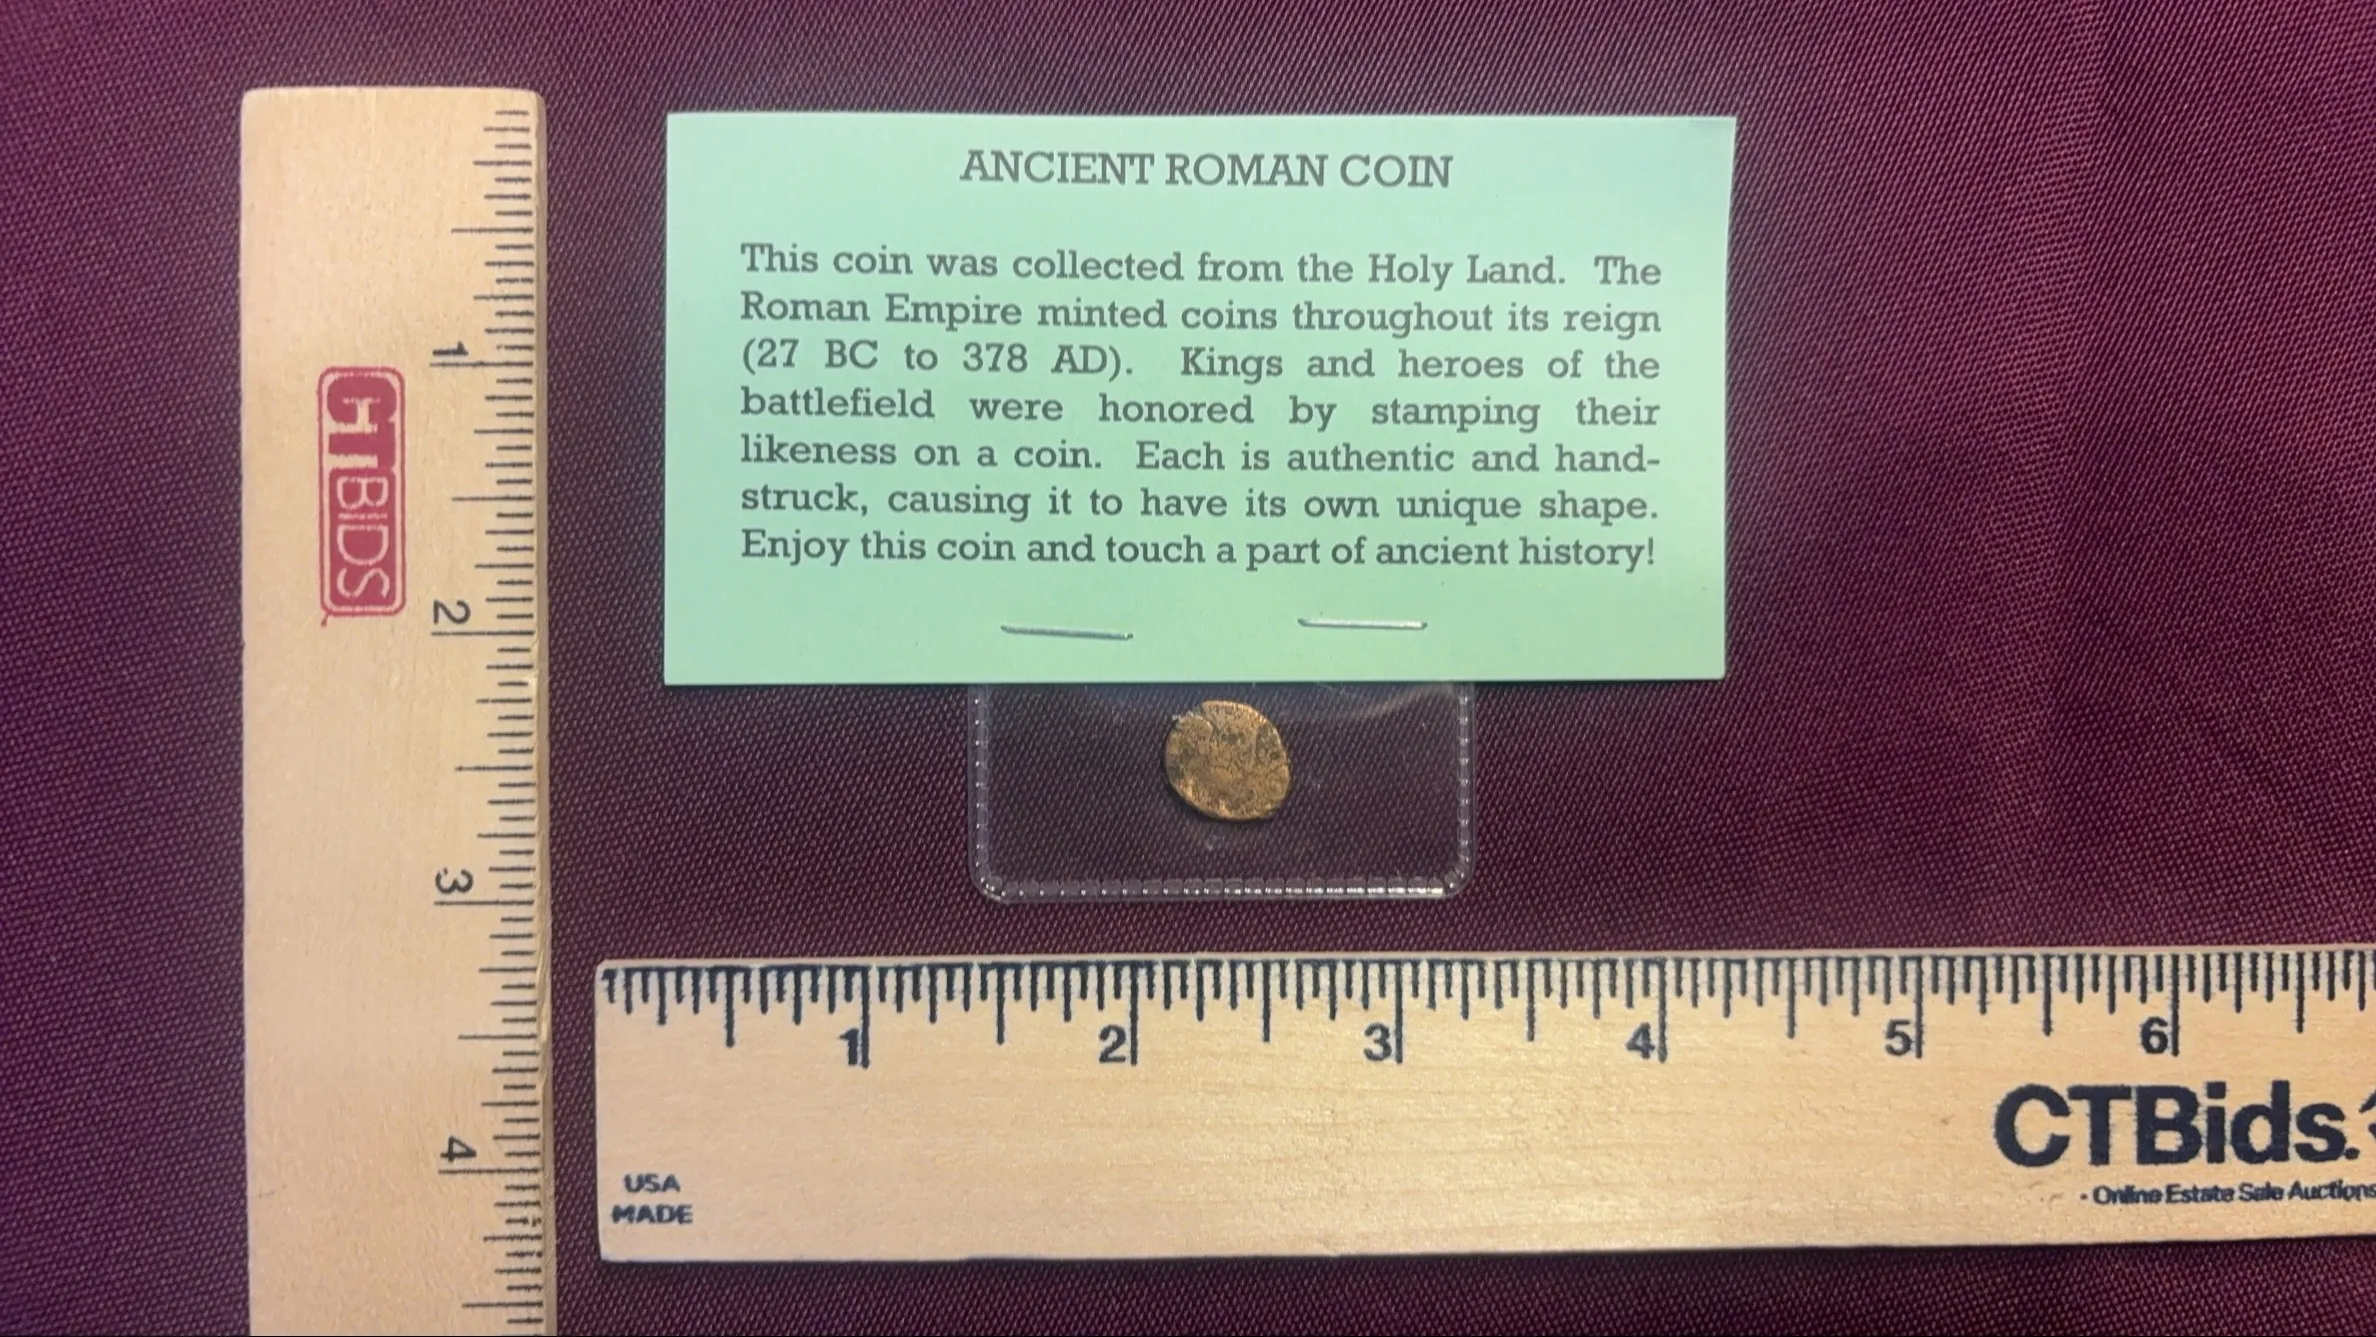 ANCIENT ROMAN COIN
This coin was collected from the Holy Land. The
Roman Empire minted coins throughout its reign
(27 BC to 378 AD). Kings and heroes of the
battlefield were honored by stamping their
likeness on a coin. Each is authentic and hand-
struck, causing it to have its own unique shape.
Enjoy this coin and touch a part of ancient history!
1
CTBIDS
2
3
4
1 2 3 4 5 6
CTBids.
- Online Estate Sale Auctions
USA
MADE